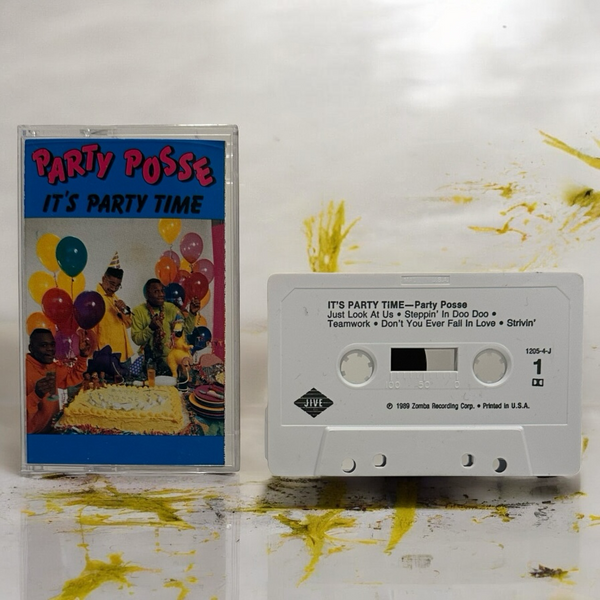 PARTY POSSE
IT'S PARTY TIME
IT'S PARTY TIME—Party Posse
Just Look At Us • Steppin' In Doo Doo •
Teamwork • Don't You Ever Fall In Love • Strivin'
1205-4-J
1
JIVE
℗ 1989 Zomba Recording Corp. • Printed in U.S.A.